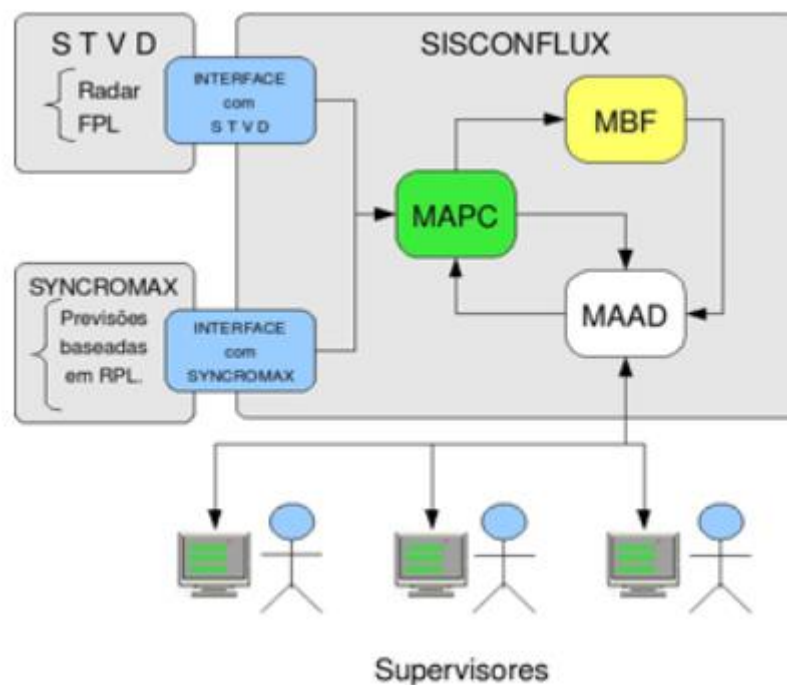 S T V D
Radar
FPL
INTERFACE
com
S T V D
SISCONFLUX
MBF
MAPC
MAAD
SYNCROMAX
Previsões
baseadas
em RPL.
INTERFACE
com
SYNCROMAX
Supervisores